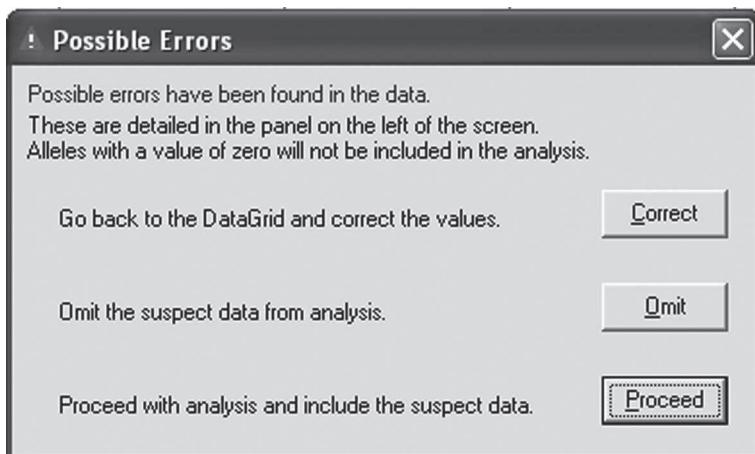 Possible Errors
Possible errors have been found in the data.
These are detailed in the panel on the left of the screen.
Alleles with a value of zero will not be included in the analysis.
Go back to the DataGrid and correct the values.
Correct
Omit the suspect data from analysis.
Omit
Proceed with analysis and include the suspect data.
Proceed